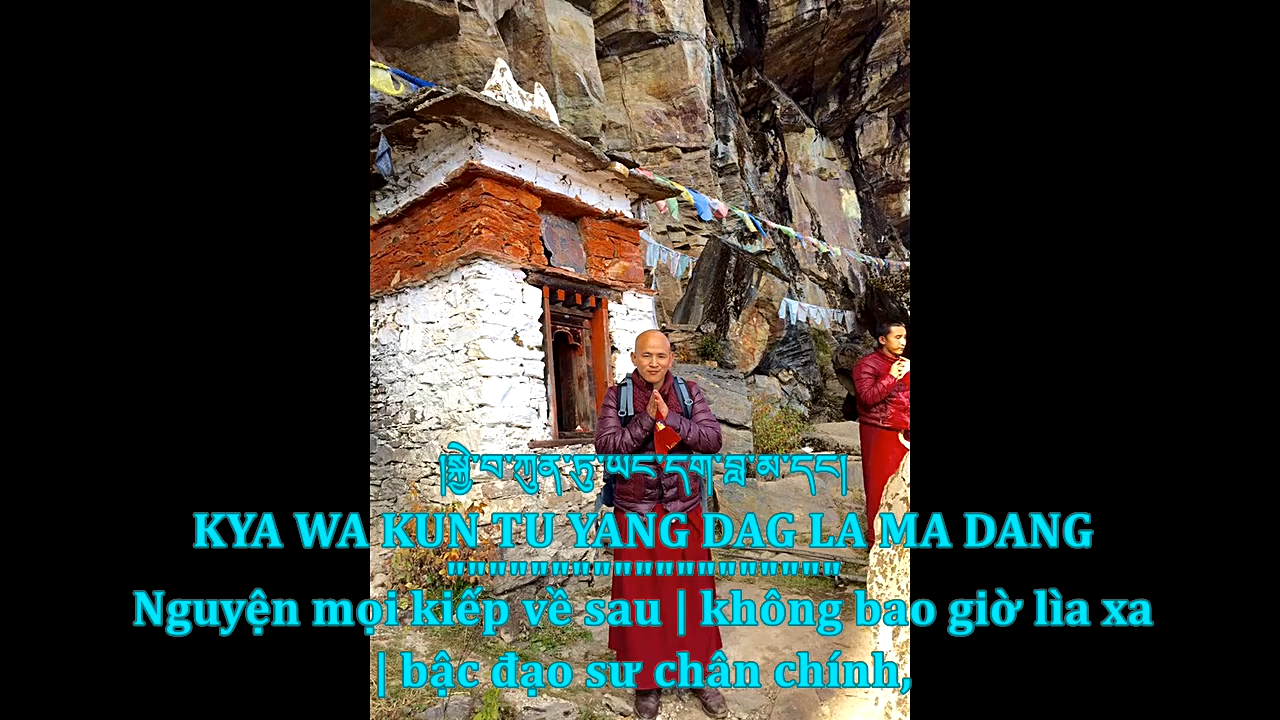 །སྐྱེ་བ་ཀུན་ཏུ་ཡང་དག་བླ་མ་དང།
KYA WA KUN TU YANG DAG LA MA DANG
"""""""""""""""""""
Nguyện mọi kiếp về sau | không bao giờ lìa xa
| bậc đạo sư chân chính,